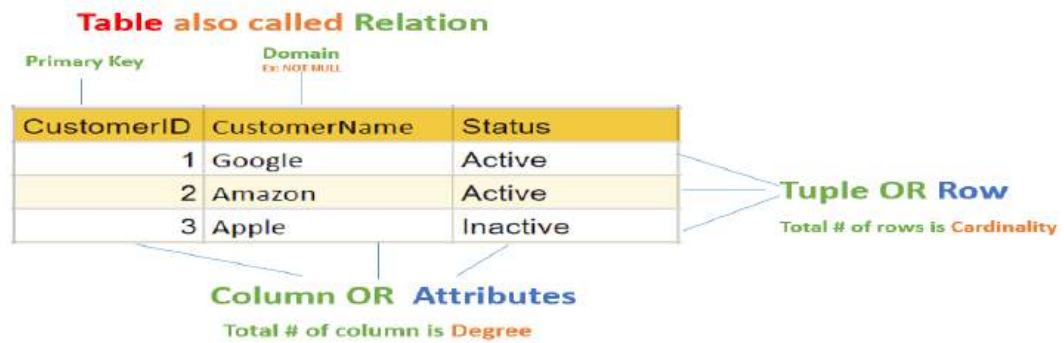 Table also called Relation
Primary Key
Domain
Ex: NOT NULL
CustomerID CustomerName Status
1 Google Active
2 Amazon Active
3 Apple Inactive
Tuple OR Row
Total # of rows is Cardinality
Column OR Attributes
Total # of column is Degree